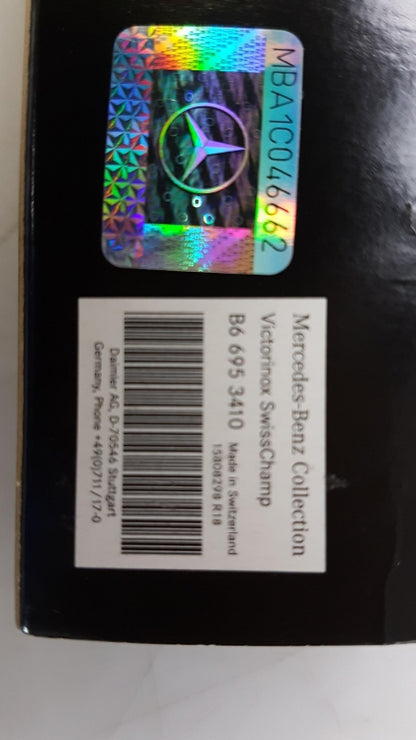 MBA1C046662
Mercedes-Benz Collection
Victorinox SwissChamp
B6 695 3410 Made in Switzerland
15808298 R18
Daimler AG, D-70546 Stuttgart
Germany, Phone +49(0)711/17-0